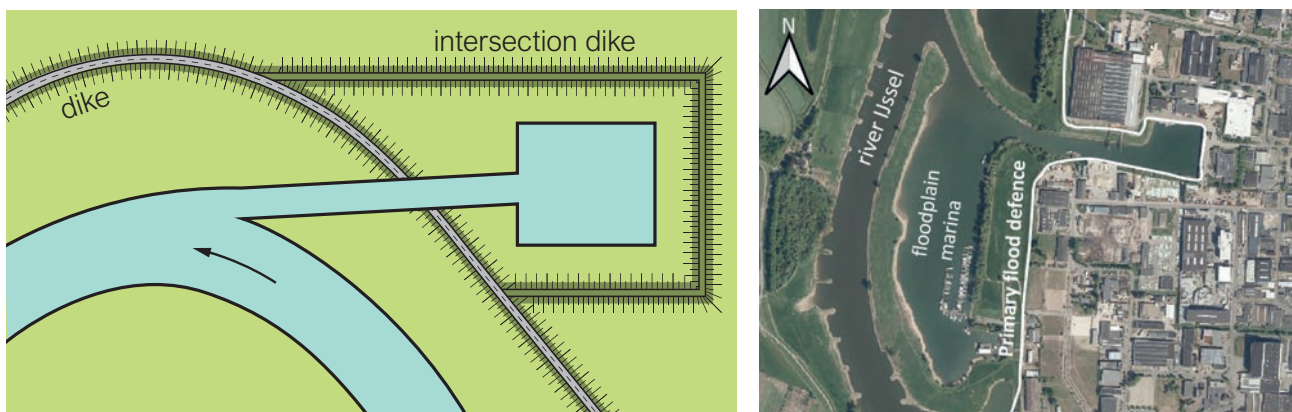 intersection dike
dike
N
river IJssel
floodplain
marina
Primary flood defence